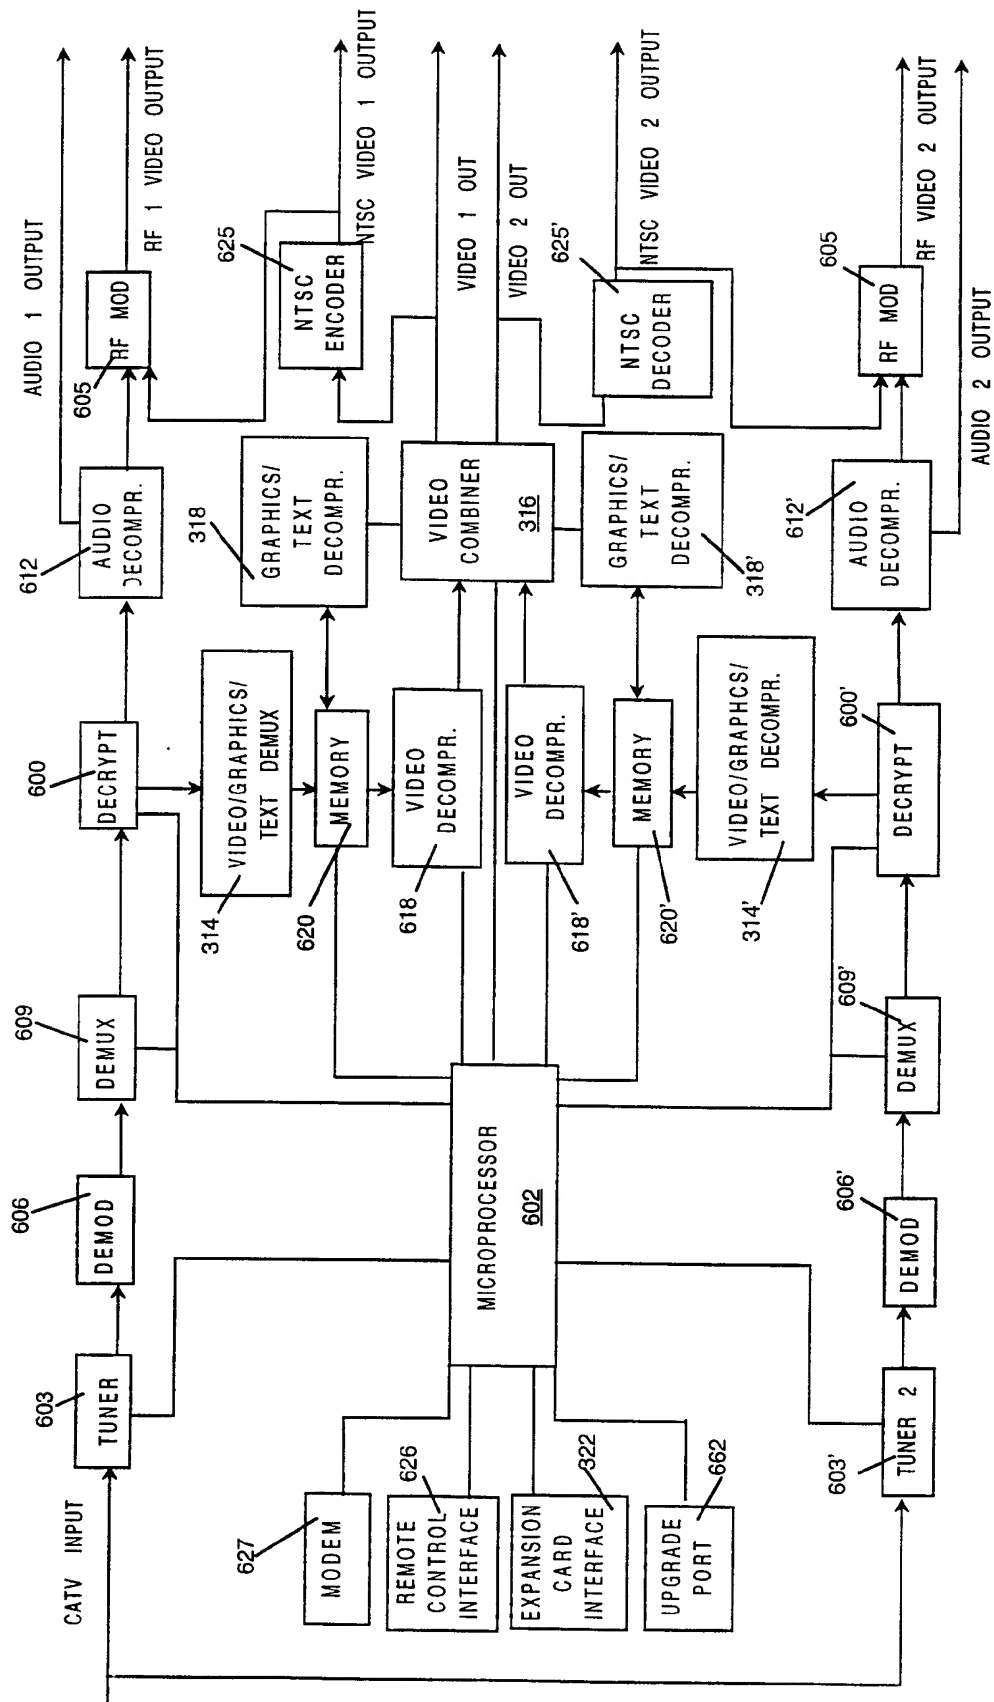 CATV INPUT
603
TUNER
606
DEMOD
609
DEMUX
600
DECRYPT
612
AUDIO
DECOMPR.
605
RF MOD
AUDIO 1 OUTPUT
RF 1 VIDEO OUTPUT
314
VIDEO/GRAPHICS/
TEXT DEMUX
318
GRAPHICS/
TEXT
DECOMPR.
625
NTSC
ENCODER
NTSC VIDEO 1 OUTPUT
627
MODEM
620
MEMORY
626
REMOTE
CONTROL
INTERFACE
MICROPROCESSOR
602
618
VIDEO
DECOMPR.
VIDEO
COMBINER
316
VIDEO 1 OUT
VIDEO 2 OUT
322
EXPANSION
CARD
INTERFACE
618'
VIDEO
DECOMPR.
662
UPGRADE
PORT
620'
MEMORY
GRAPHICS/
TEXT
DECOMPR.
318'
625'
NTSC
DECODER
NTSC VIDEO 2 OUTPUT
314'
VIDEO/GRAPHCS/
TEXT DECOMPR.
603'
TUNER 2
606'
DEMOD
609'
DEMUX
600'
DECRYPT
612'
AUDIO
DECOMPR.
605
RF MOD
RF VIDEO 2 OUTPUT
AUDIO 2 OUTPUT